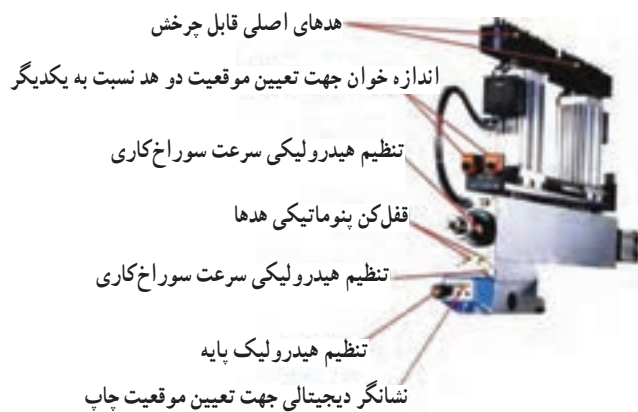 هدهای اصلی قابل چرخش
اندازه خوان جهت تعیین موقعیت دو هد نسبت به یکدیگر
تنظیم هیدرولیکی سرعت سوراخ‌کاری
قفل‌کن پنوماتیکی هدها
تنظیم هیدرولیکی سرعت سوراخ‌کاری
تنظیم هیدرولیک پایه
نشانگر دیجیتالی جهت تعیین موقعیت چاپ